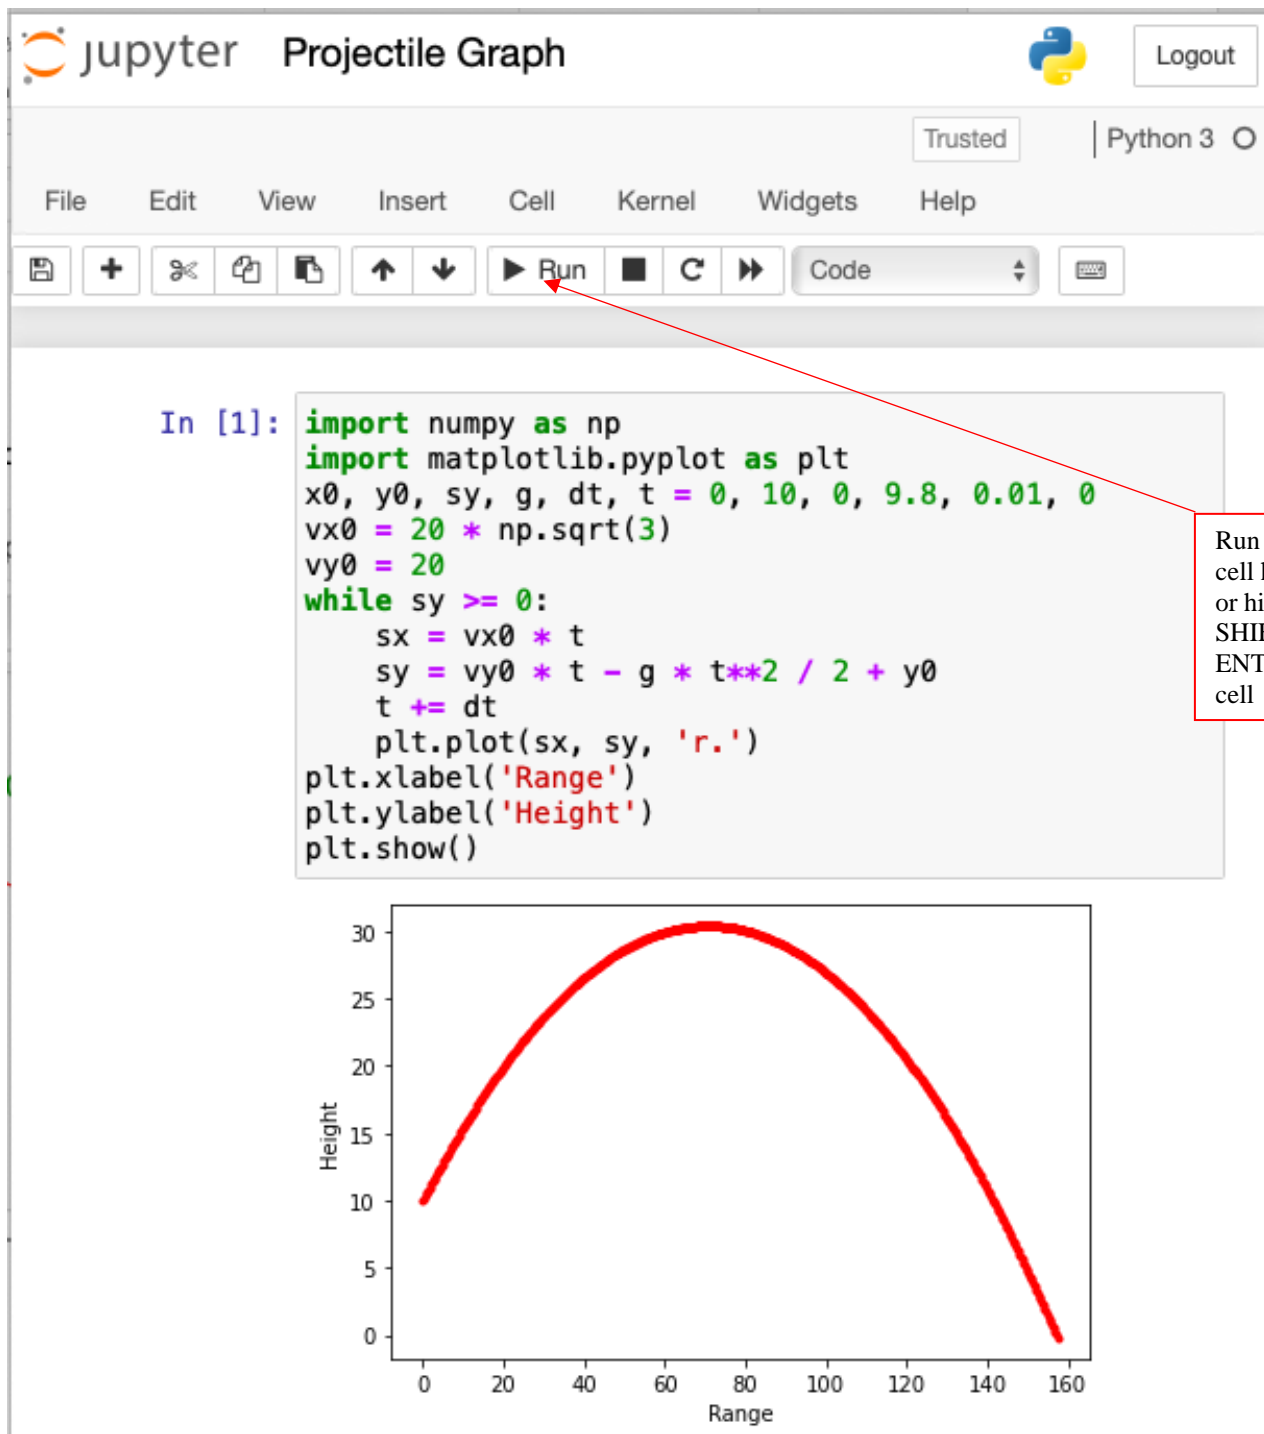 jupyter Projectile Graph
Logout
Trusted
Python 3
File Edit View Insert Cell Kernel Widgets Help
Run
Code
In [1]:
import numpy as np
import matplotlib.pyplot as plt
x0, y0, sy, g, dt, t = 0, 10, 0, 9.8, 0.01, 0
vx0 = 20 * np.sqrt(3)
vy0 = 20
while sy >= 0:
    sx = vx0 * t
    sy = vy0 * t - g * t**2 / 2 + y0
    t += dt
    plt.plot(sx, sy, 'r.')
plt.xlabel('Range')
plt.ylabel('Height')
plt.show()
Run
cell
or
cell
30
25
20
15
10
5
0
Height
0 20 40 60 80 100 120 140 160
Range